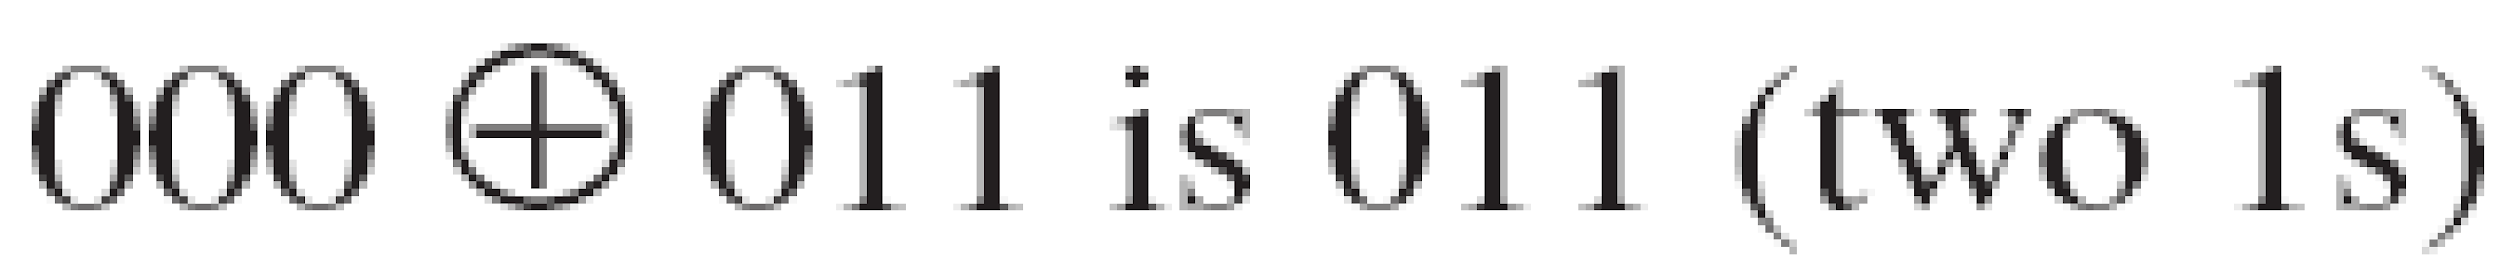 000 ⊕ 011 is 011 (two 1s)